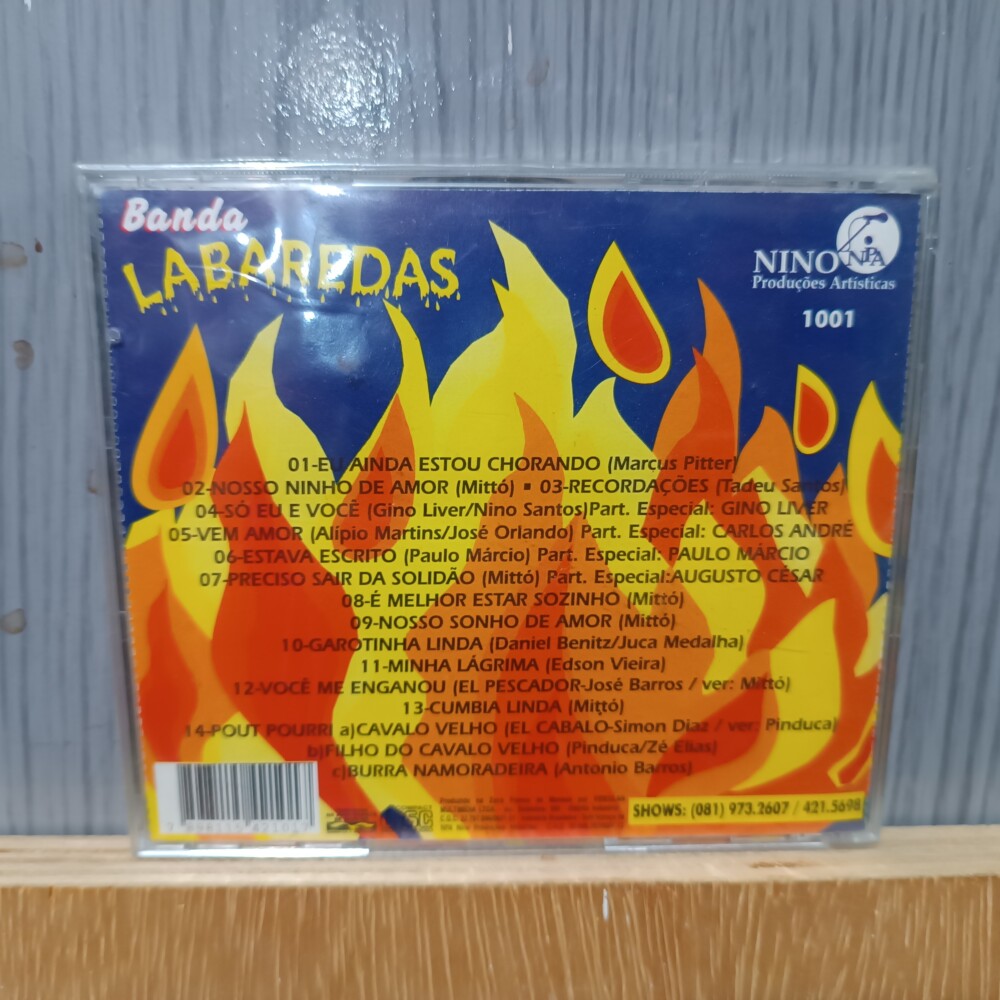 Banda
LABAREDAS
NPA
NINO
Produções Artísticas
1001
01-EU AINDA ESTOU CHORANDO (Marcus Pitter)
02-NOSSO NINHO DE AMOR (Mittó) ▪ 03-RECORDAÇÕES (Tadeu Santos)
04-SÓ EU E VOCÊ (Gino Liver/Nino Santos)Part. Especial: GINO LIVER
05-VEM AMOR (Alípio Martins/José Orlando) Part. Especial: CARLOS ANDRÉ
06-ESTAVA ESCRITO (Paulo Márcio) Part. Especial: PAULO MÁRCIO
07-PRECISO SAIR DA SOLIDÃO (Mittó) Part. Especial:AUGUSTO CÉSAR
08-É MELHOR ESTAR SOZINHO (Mittó)
09-NOSSO SONHO DE AMOR (Mittó)
10-GAROTINHA LINDA (Daniel Benitz/Juca Medalha)
11-MINHA LÁGRIMA (Edson Vieira)
12-VOCÊ ME ENGANOU (EL PESCADOR-José Barros / ver: Mittó)
13-CUMBIA LINDA (Mittó)
14-POUT POURRI a)CAVALO VELHO (EL CABALO-Simon Diaz / ver: Pinduca)
b)FILHO DO CAVALO VELHO (Pinduca/Zé Elias)
c)BURRA NAMORADEIRA (Antonio Barros)
SHOWS: (081) 973.2607 / 421.5698